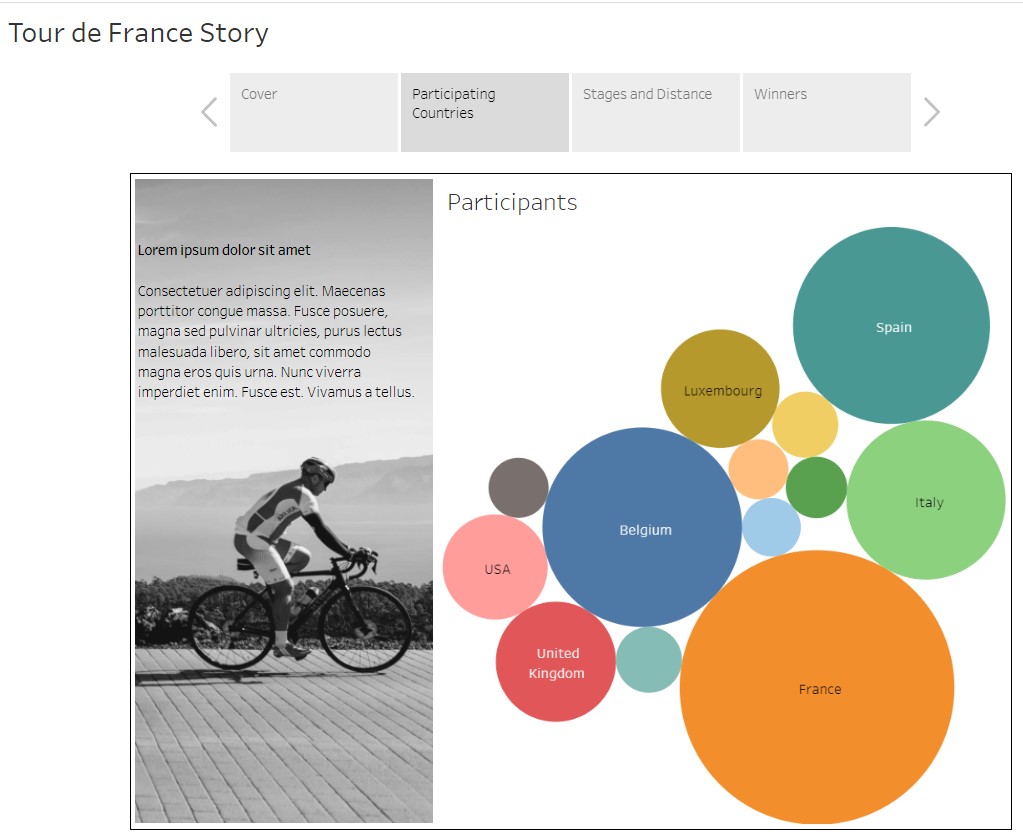 Tour de France Story
Cover
Participating
Countries
Stages and Distance
Winners
Lorem ipsum dolor sit amet
Consectetuer adipiscing elit. Maecenas
porttitor congue massa. Fusce posuere,
magna sed pulvinar ultricies, purus lectus
malesuada libero, sit amet commodo
magna eros quis urna. Nunc viverra
imperdiet enim. Fusce est. Vivamus a tellus.
Participants
Spain
Luxembourg
Italy
Belgium
USA
United
Kingdom
France